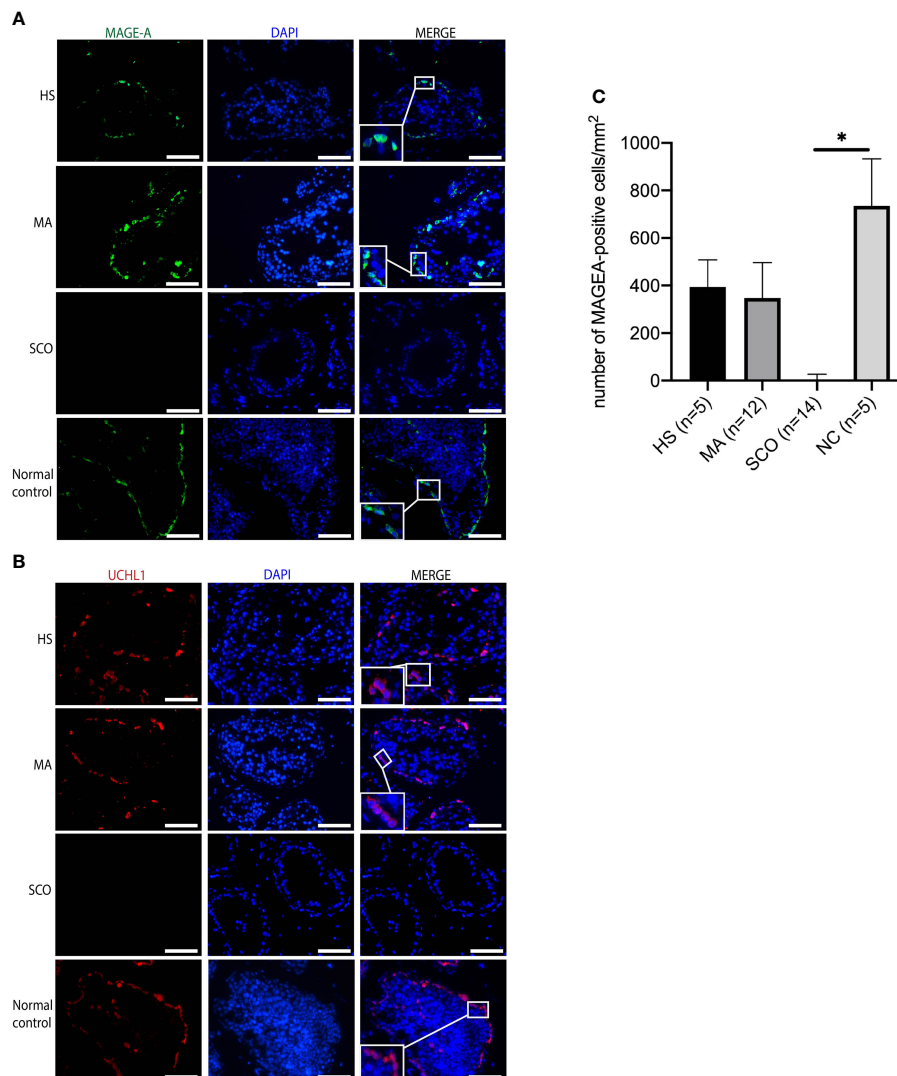 A
MAGE-A DAPI MERGE
HS
MA
SCO
Normal
control
B
UCHL1 DAPI MERGE
HS
MA
SCO
Normal
control
C
*
number of MAGEA-positive cells/mm²
1000
800
600
400
200
0
HS (n=5) MA (n=12) SCO (n=14) NC (n=5)